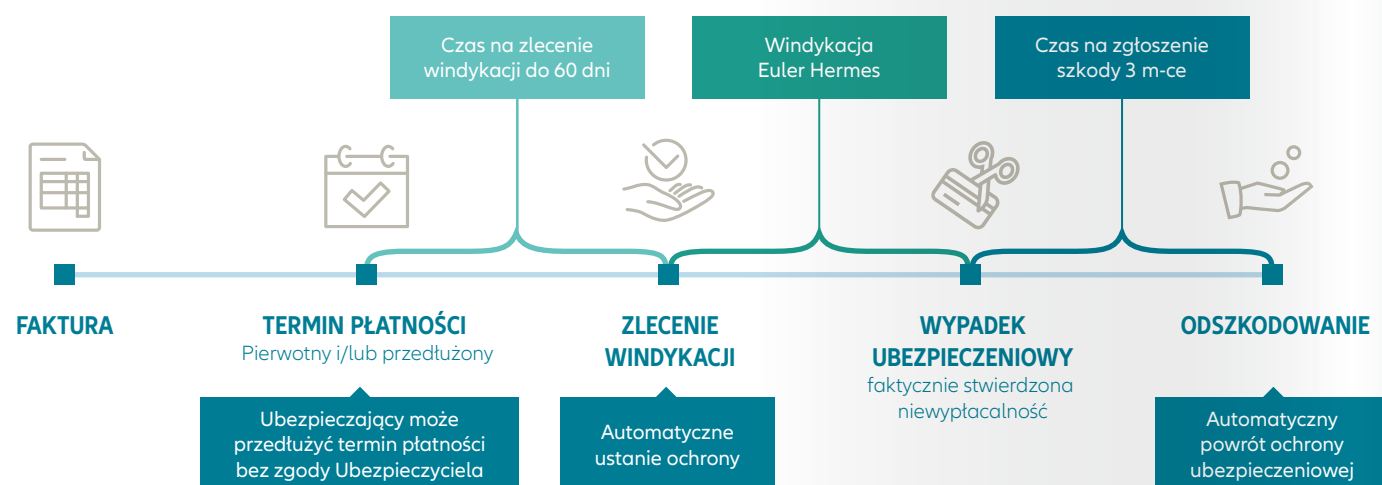 Czas na zlecenie
windykacji do 60 dni
Windykacja
Euler Hermes
Czas na zgłoszenie
szkody 3 m-ce
FAKTURA
TERMIN PŁATNOŚCI
Pierwotny i/lub przedłużony
Ubezpieczający może
przedłużyć termin płatności
bez zgody Ubezpieczyciela
ZLECENIE
WINDYKACJI
Automatyczne
ustanie ochrony
WYPADEK
UBEZPIECZENIOWY
faktycznie stwierdzona
niewypłacalność
ODSZKODOWANIE
Automatyczny
powrót ochrony
ubezpieczeniowej